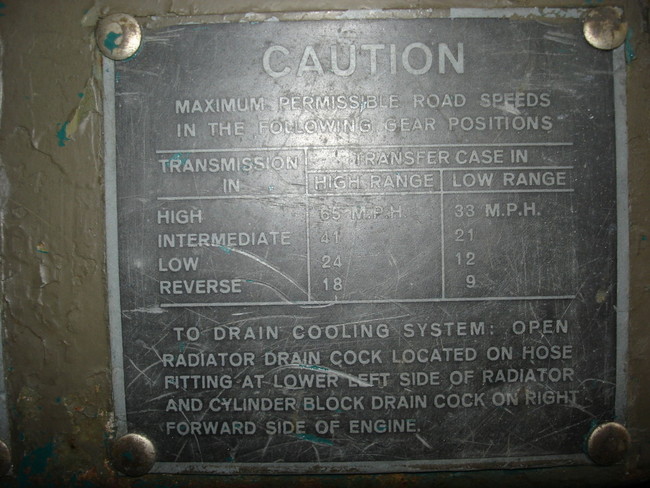 CAUTION
MAXIMUM PERMISSIBLE ROAD SPEEDS
IN THE FOLLOWING GEAR POSITIONS
TRANSMISSION IN
TRANSFER CASE IN
HIGH RANGE LOW RANGE
HIGH 65 M.P.H. 33 M.P.H.
INTERMEDIATE 41 21
LOW 24 12
REVERSE 18 9
TO DRAIN COOLING SYSTEM: OPEN
RADIATOR DRAIN COCK LOCATED ON HOSE
FITTING AT LOWER LEFT SIDE OF RADIATOR
AND CYLINDER BLOCK DRAIN COCK ON RIGHT
FORWARD SIDE OF ENGINE.